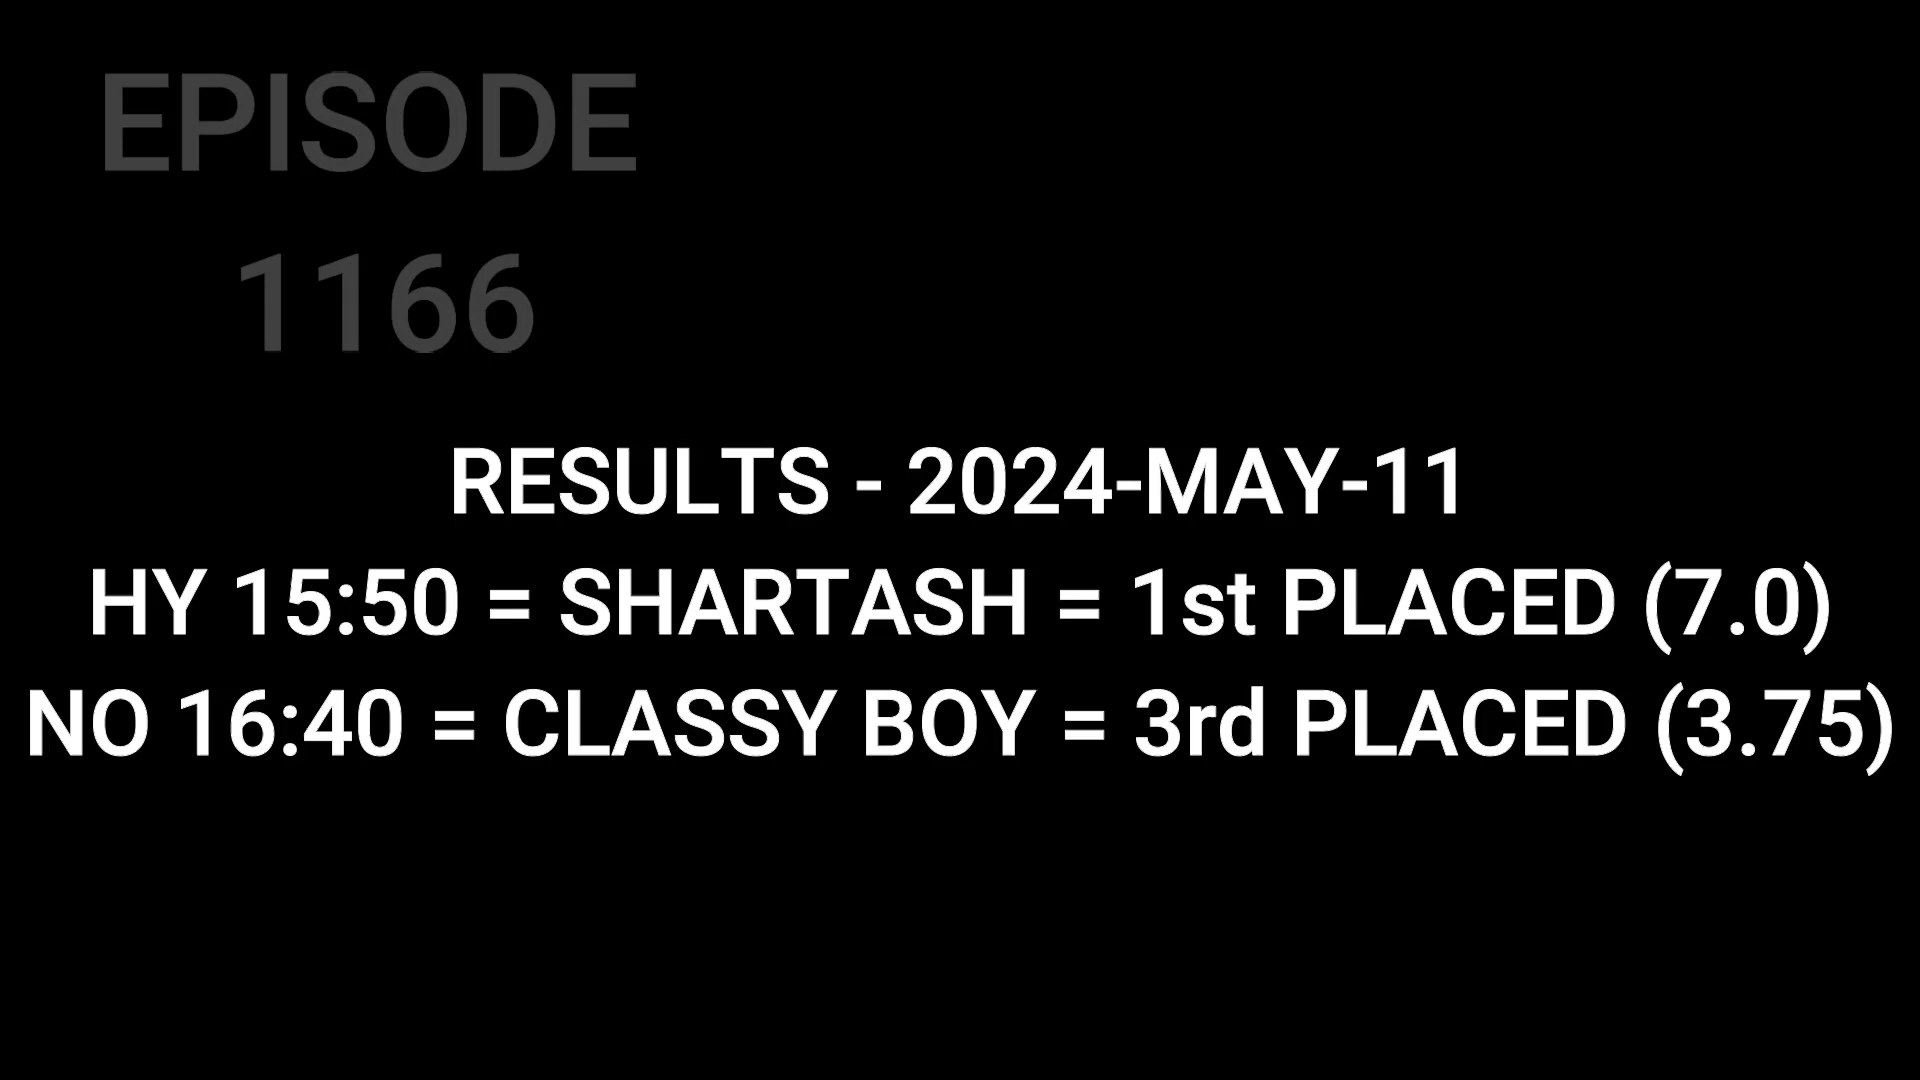 EPISODE
1166
RESULTS - 2024-MAY-11
HY 15:50 = SHARTASH = 1st PLACED (7.0)
NO 16:40 = CLASSY BOY = 3rd PLACED (3.75)